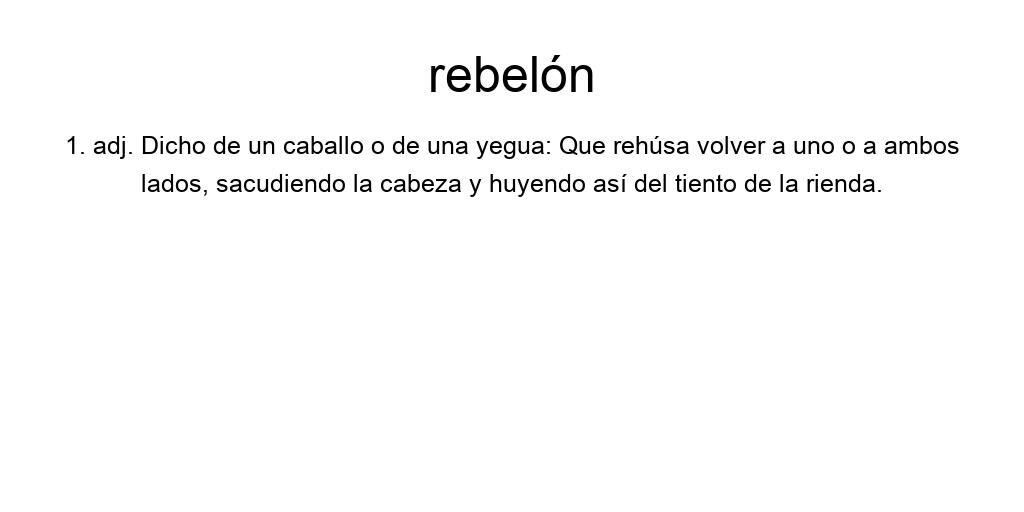 rebelón
1. adj. Dicho de un caballo o de una yegua: Que rehúsa volver a uno o a ambos
lados, sacudiendo la cabeza y huyendo así del tiento de la rienda.